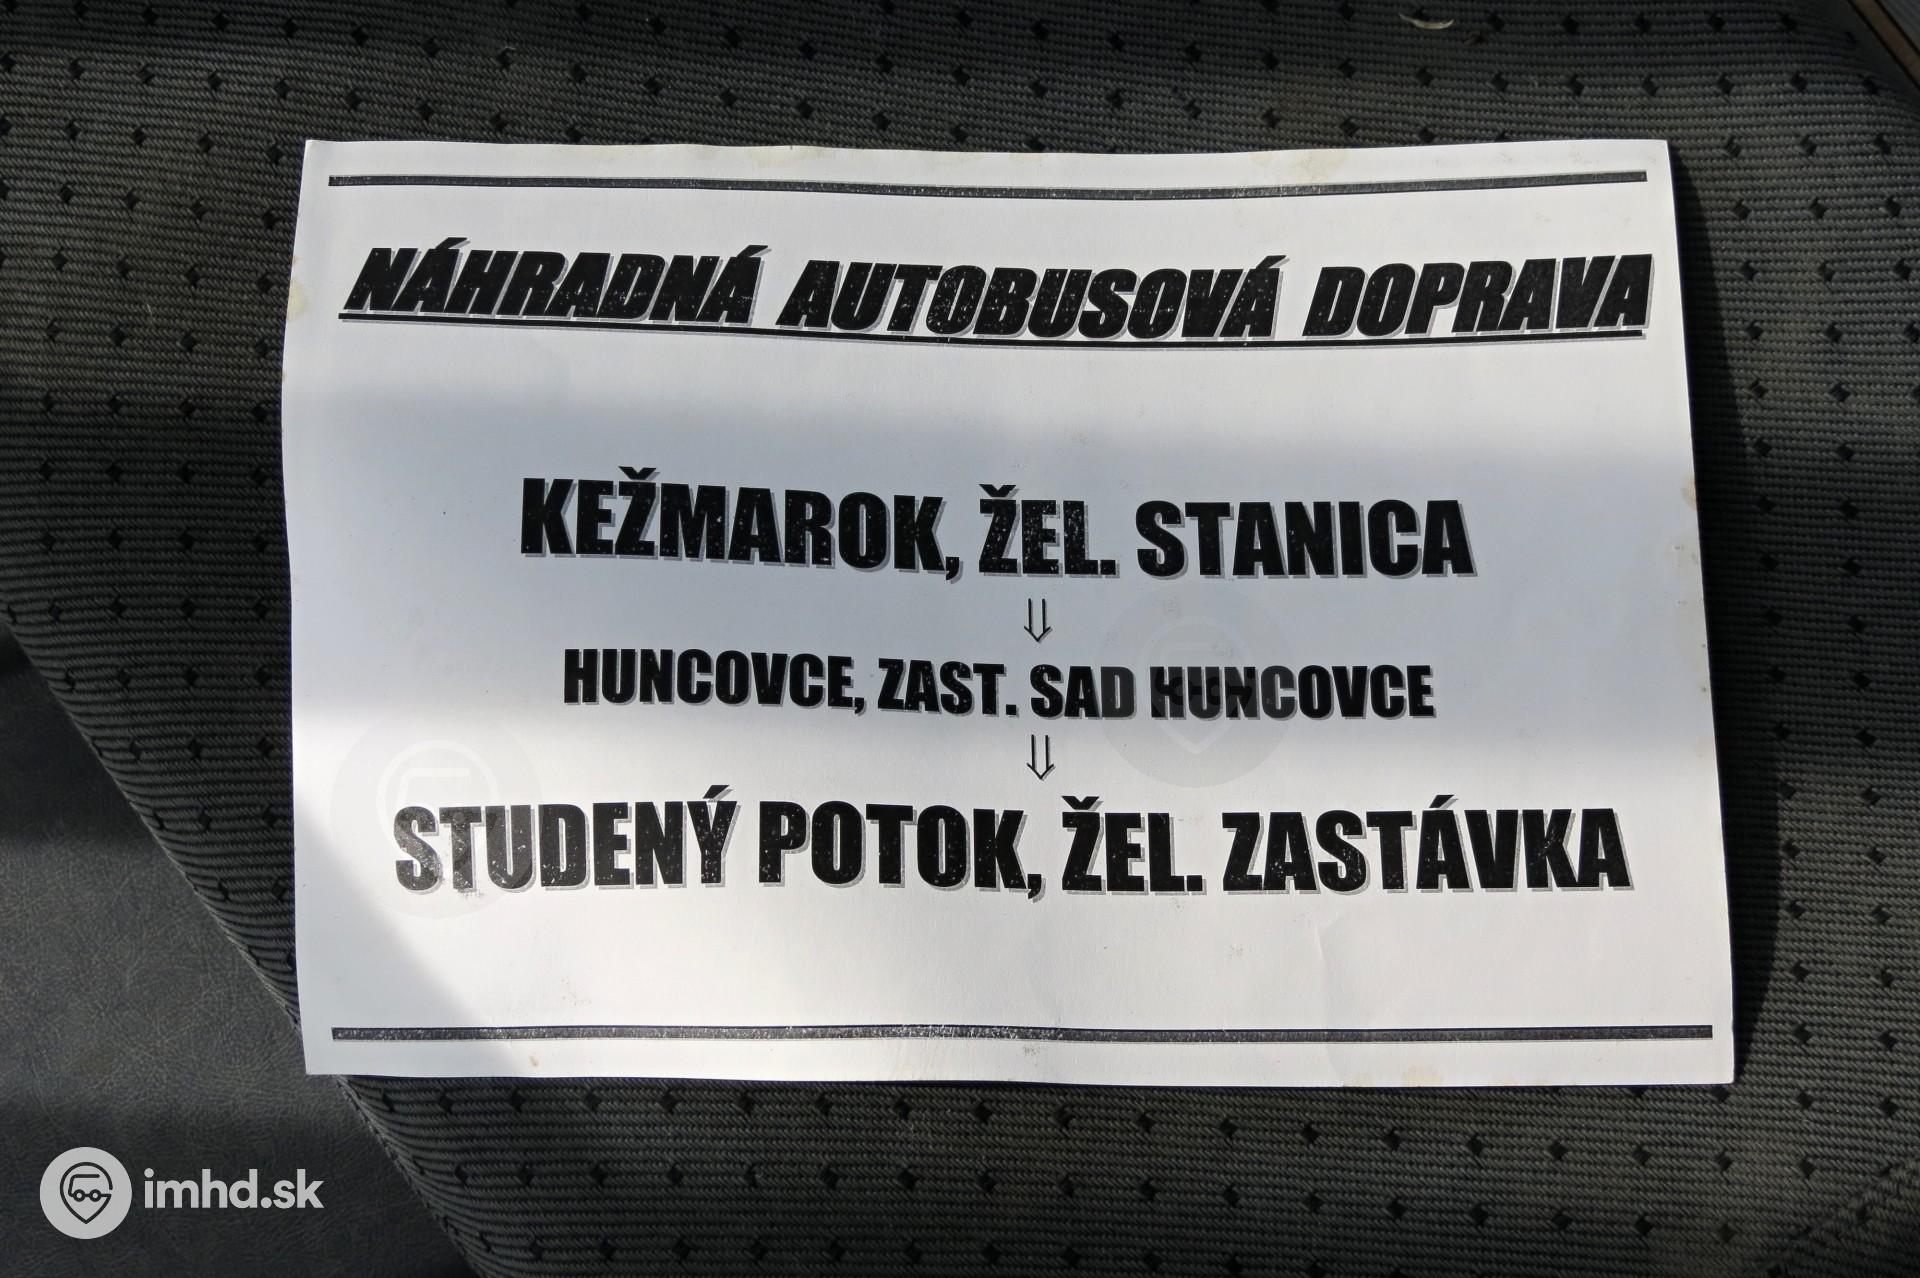 NÁHRADNÁ AUTOBUSOVÁ DOPRAVA
KEŽMAROK, ŽEL. STANICA
⇓
HUNCOVCE, ZAST. SAD HUNCOVCE
⇓
STUDENÝ POTOK, ŽEL. ZASTÁVKA
imhd.sk